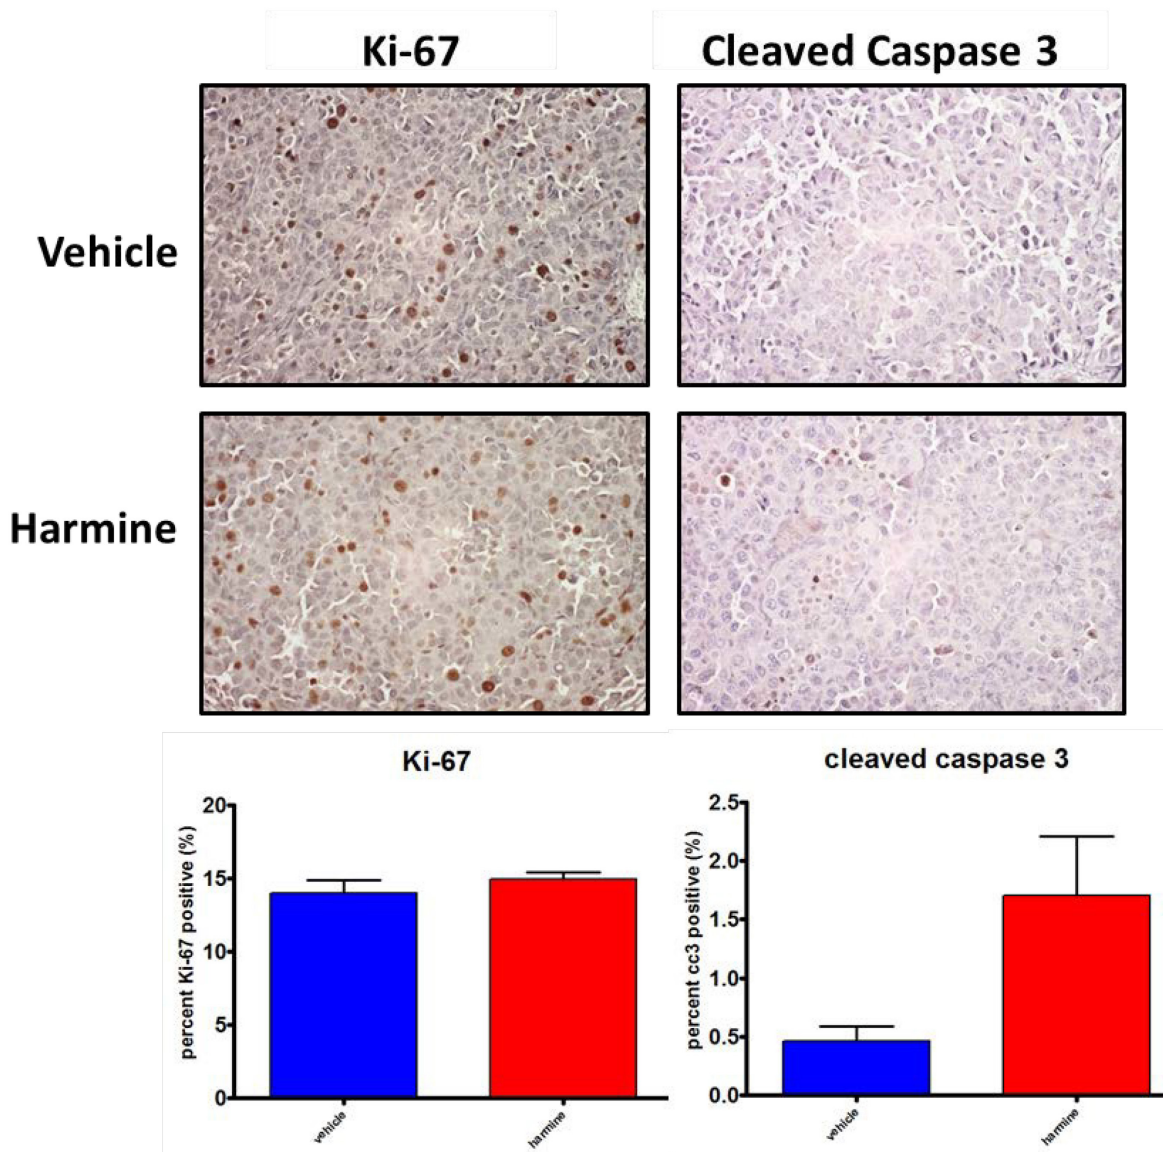 Ki-67
Cleaved Caspase 3
Vehicle
Harmine
Ki-67
percent Ki-67 positive (%)
20
15
10
5
0
vehicle
harmine
cleaved caspase 3
percent cc3 positive (%)
2.5
2.0
1.5
1.0
0.5
0.0
vehicle
harmine